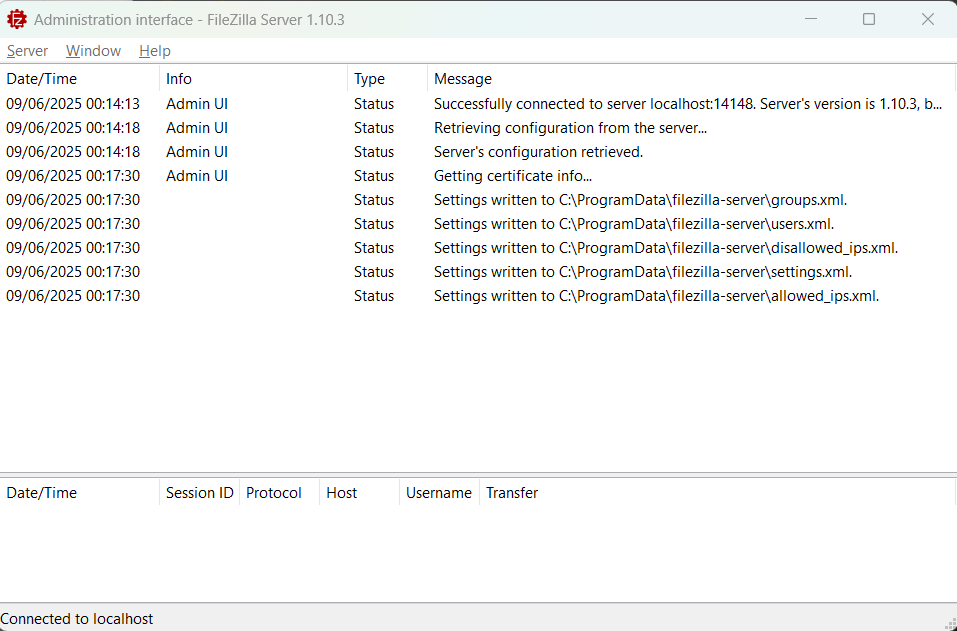 Administration interface - FileZilla Server 1.10.3
Server Window Help
Date/Time Info Type Message
09/06/2025 00:14:13 Admin UI Status Successfully connected to server localhost:14148. Server's version is 1.10.3, b...
09/06/2025 00:14:18 Admin UI Status Retrieving configuration from the server...
09/06/2025 00:14:18 Admin UI Status Server's configuration retrieved.
09/06/2025 00:17:30 Admin UI Status Getting certificate info...
09/06/2025 00:17:30 Status Settings written to C:\ProgramData\filezilla-server\groups.xml.
09/06/2025 00:17:30 Status Settings written to C:\ProgramData\filezilla-server\users.xml.
09/06/2025 00:17:30 Status Settings written to C:\ProgramData\filezilla-server\disallowed_ips.xml.
09/06/2025 00:17:30 Status Settings written to C:\ProgramData\filezilla-server\settings.xml.
09/06/2025 00:17:30 Status Settings written to C:\ProgramData\filezilla-server\allowed_ips.xml.
Date/Time Session ID Protocol Host Username Transfer
Connected to localhost